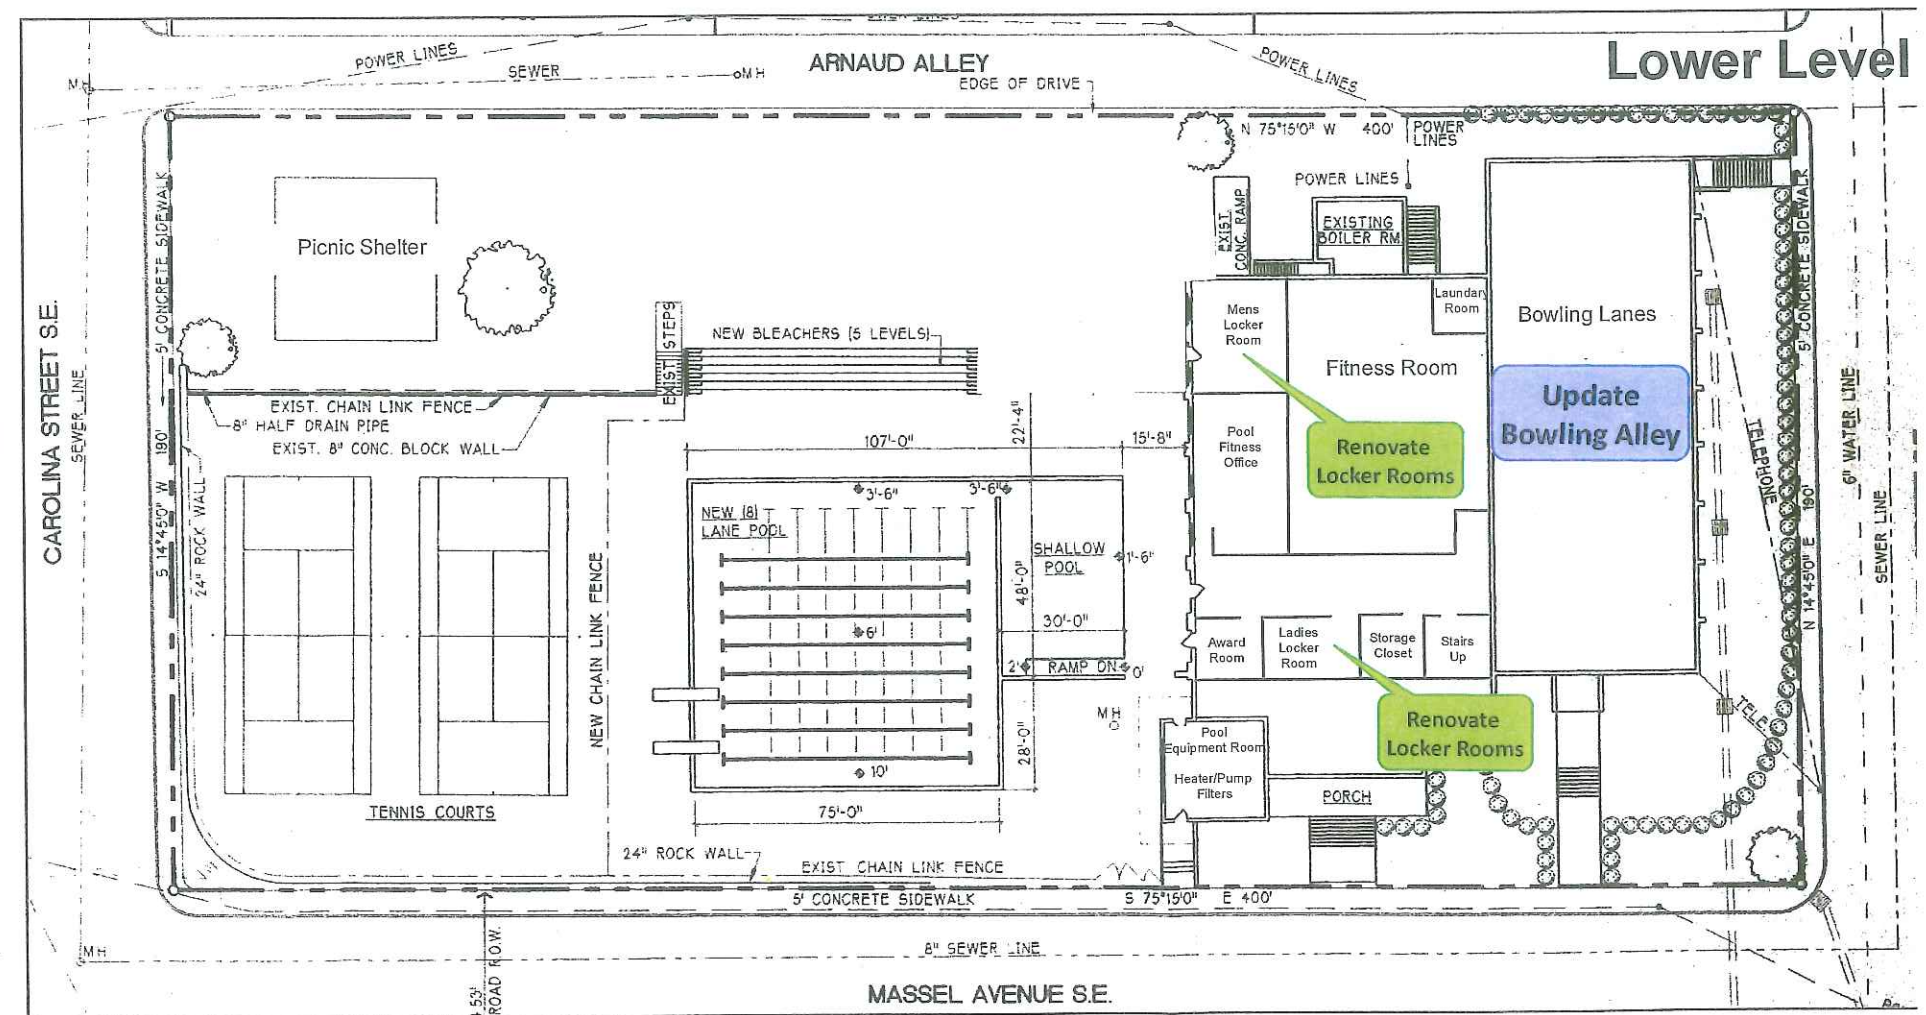 Lower Level
ARNAUD ALLEY
POWER LINES
SEWER
MH
MH
EDGE OF DRIVE
POWER LINES
N 75°15'0" W 400'
POWER
LINES
POWER LINES
5' CONCRETE SIDEWALK
Picnic Shelter
EXIST
CONC. RAMP
EXISTING
BOILER RM
CAROLINA STREET S.E.
SEWER LINE
S 14°45'0" W 190'
24" ROCK WALL
EXIST STEPS
NEW BLEACHERS (5 LEVELS)
EXIST. CHAIN LINK FENCE
8" HALF DRAIN PIPE
EXIST. 8" CONC. BLOCK WALL
Mens
Locker
Room
Laundary
Room
Fitness Room
Bowling Lanes
Update
Bowling Alley
Renovate
Locker Rooms
Pool
Fitness
Office
107'-0"
22'-4"
15'-8"
3'-6"
3'-6"
NEW (8)
LANE POOL
SHALLOW
POOL
1'-6"
48'-0"
30'-0"
6'
2'
RAMP DN
0'
10'
28'-0"
75'-0"
NEW CHAIN LINK FENCE
TENNIS COURTS
MH
Award
Room
Ladies
Locker
Room
Storage
Closet
Stairs
Up
Renovate
Locker Rooms
Pool
Equipment Room
Heater/Pump
Filters
PORCH
5' CONCRETE SIDEWALK
N 14°45'0" E 190'
TELEPHONE
TELE
6" WATER LINE
SEWER LINE
24" ROCK WALL
EXIST CHAIN LINK FENCE
5' CONCRETE SIDEWALK
S 75°15'0" E 400'
MH
8" SEWER LINE
53'
ROAD R.O.W.
MASSEL AVENUE S.E.